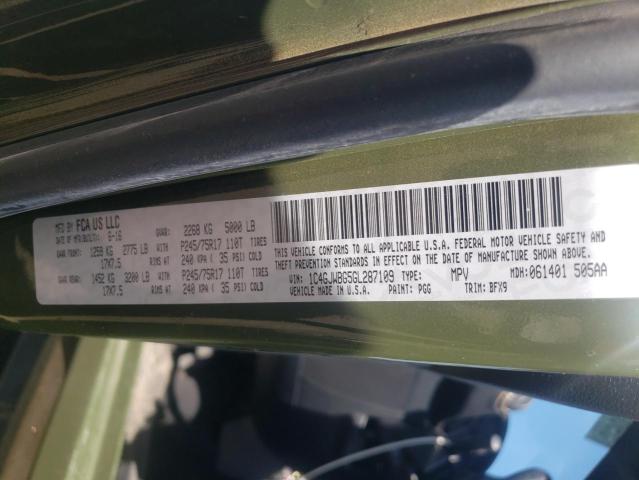 MFD BY: FCA US LLC
DATE OF MFR/MFD: 6-16 GVWR: 2268 KG 5000 LB
GAWR FRONT: 1259 KG 2775 LB WITH P245/75R17 110T TIRES
17X7.5 RIMS AT 240 KPA ( 35 PSI COLD)
GAWR REAR: 1452 KG 3200 LB WITH P245/75R17 110T TIRES
17X7.5 RIMS AT 240 KPA ( 35 PSI COLD)
THIS VEHICLE CONFORMS TO ALL APPLICABLE U.S.A. FEDERAL MOTOR VEHICLE SAFETY AND
THEFT PREVENTION STANDARDS IN EFFECT ON THE DATE OF MANUFACTURE SHOWN ABOVE.
VIN: 1C4GJWBG5GL287109 TYPE: MPV MDH: 061401 505AA
MADE IN U.S.A. PAINT: PGG TRIM: BFX9